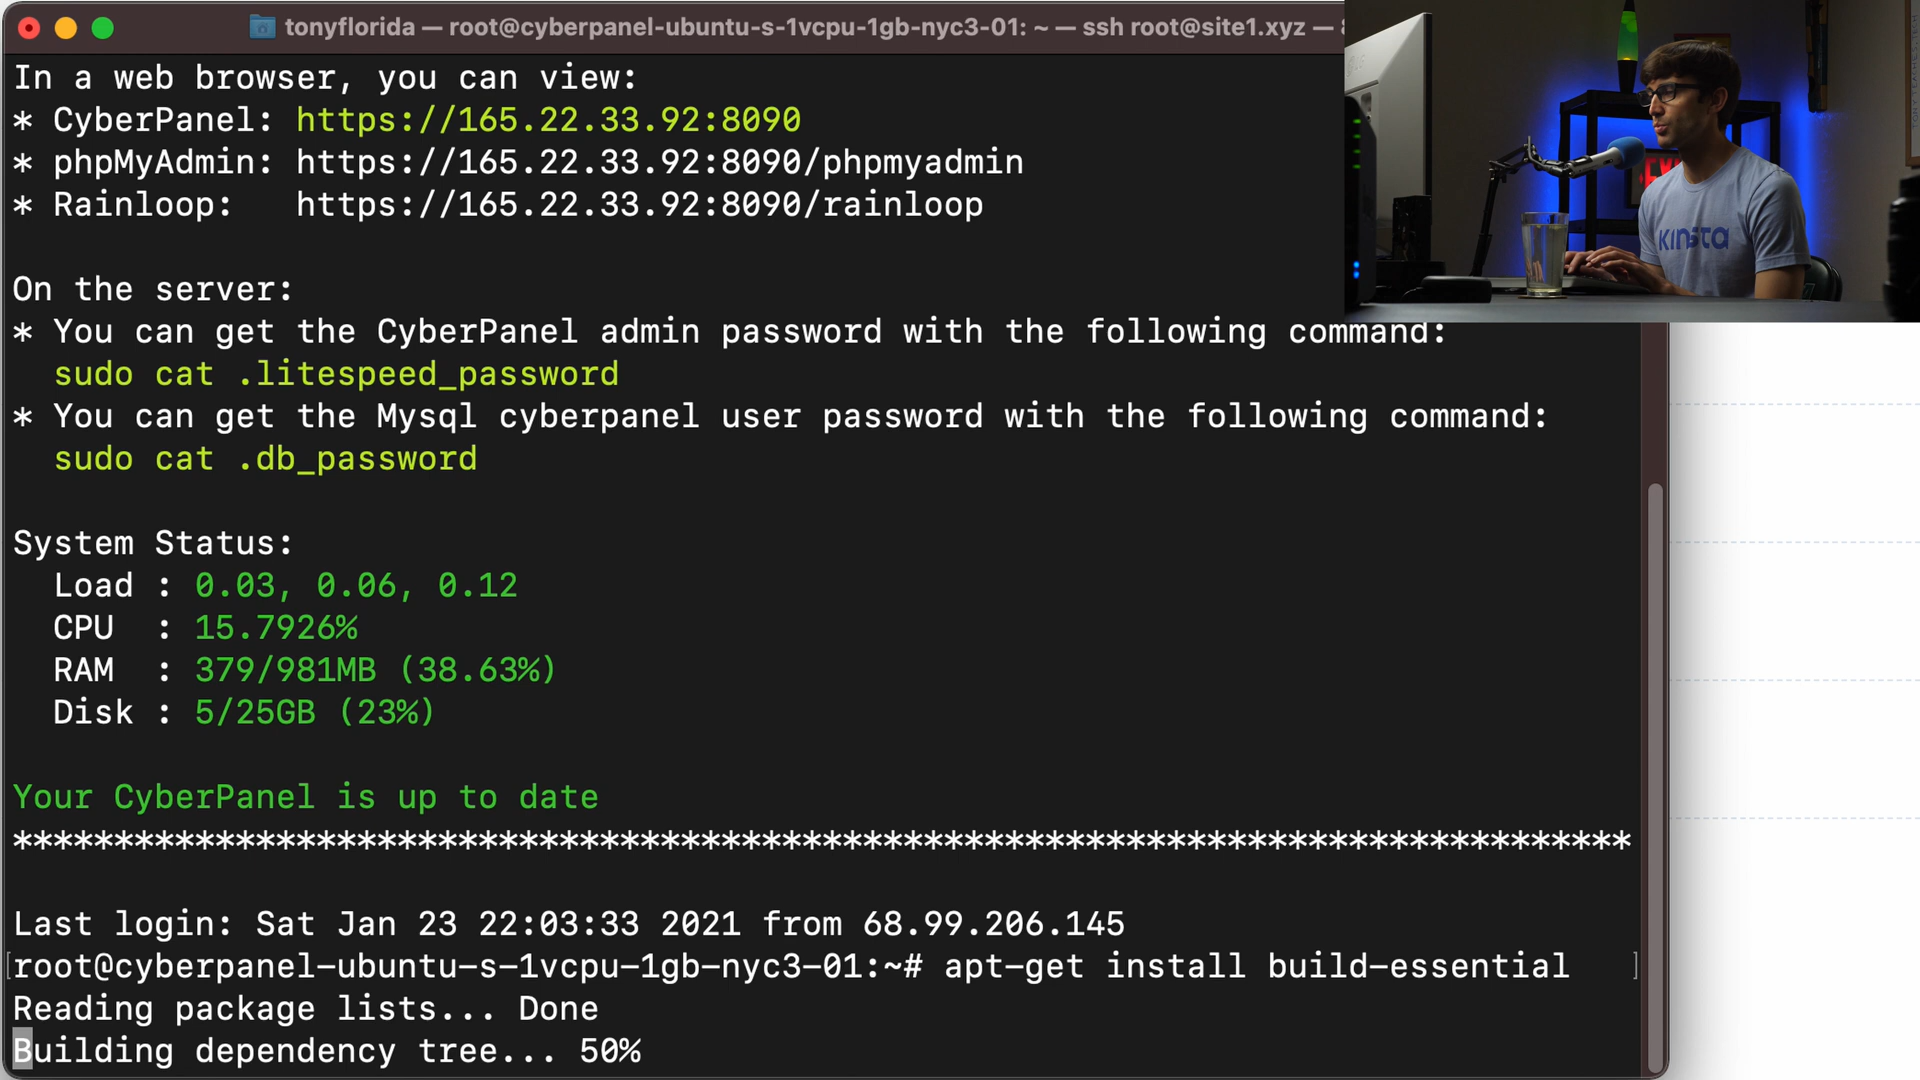 tonyflorida — root@cyberpanel-ubuntu-s-1vcpu-1gb-nyc3-01: ~ — ssh root@site1.xyz —
In a web browser, you can view:
* CyberPanel: https://165.22.33.92:8090
* phpMyAdmin: https://165.22.33.92:8090/phpmyadmin
* Rainloop: https://165.22.33.92:8090/rainloop
KINSTA
On the server:
* You can get the CyberPanel admin password with the following command:
sudo cat .litespeed_password
* You can get the Mysql cyberpanel user password with the following command:
sudo cat .db_password
System Status:
Load : 0.03, 0.06, 0.12
CPU : 15.7926%
RAM : 379/981MB (38.63%)
Disk : 5/25GB (23%)
Your CyberPanel is up to date
********************************************************************************
Last login: Sat Jan 23 22:03:33 2021 from 68.99.206.145
[root@cyberpanel-ubuntu-s-1vcpu-1gb-nyc3-01:~# apt-get install build-essential ]
Reading package lists... Done
Building dependency tree... 50%